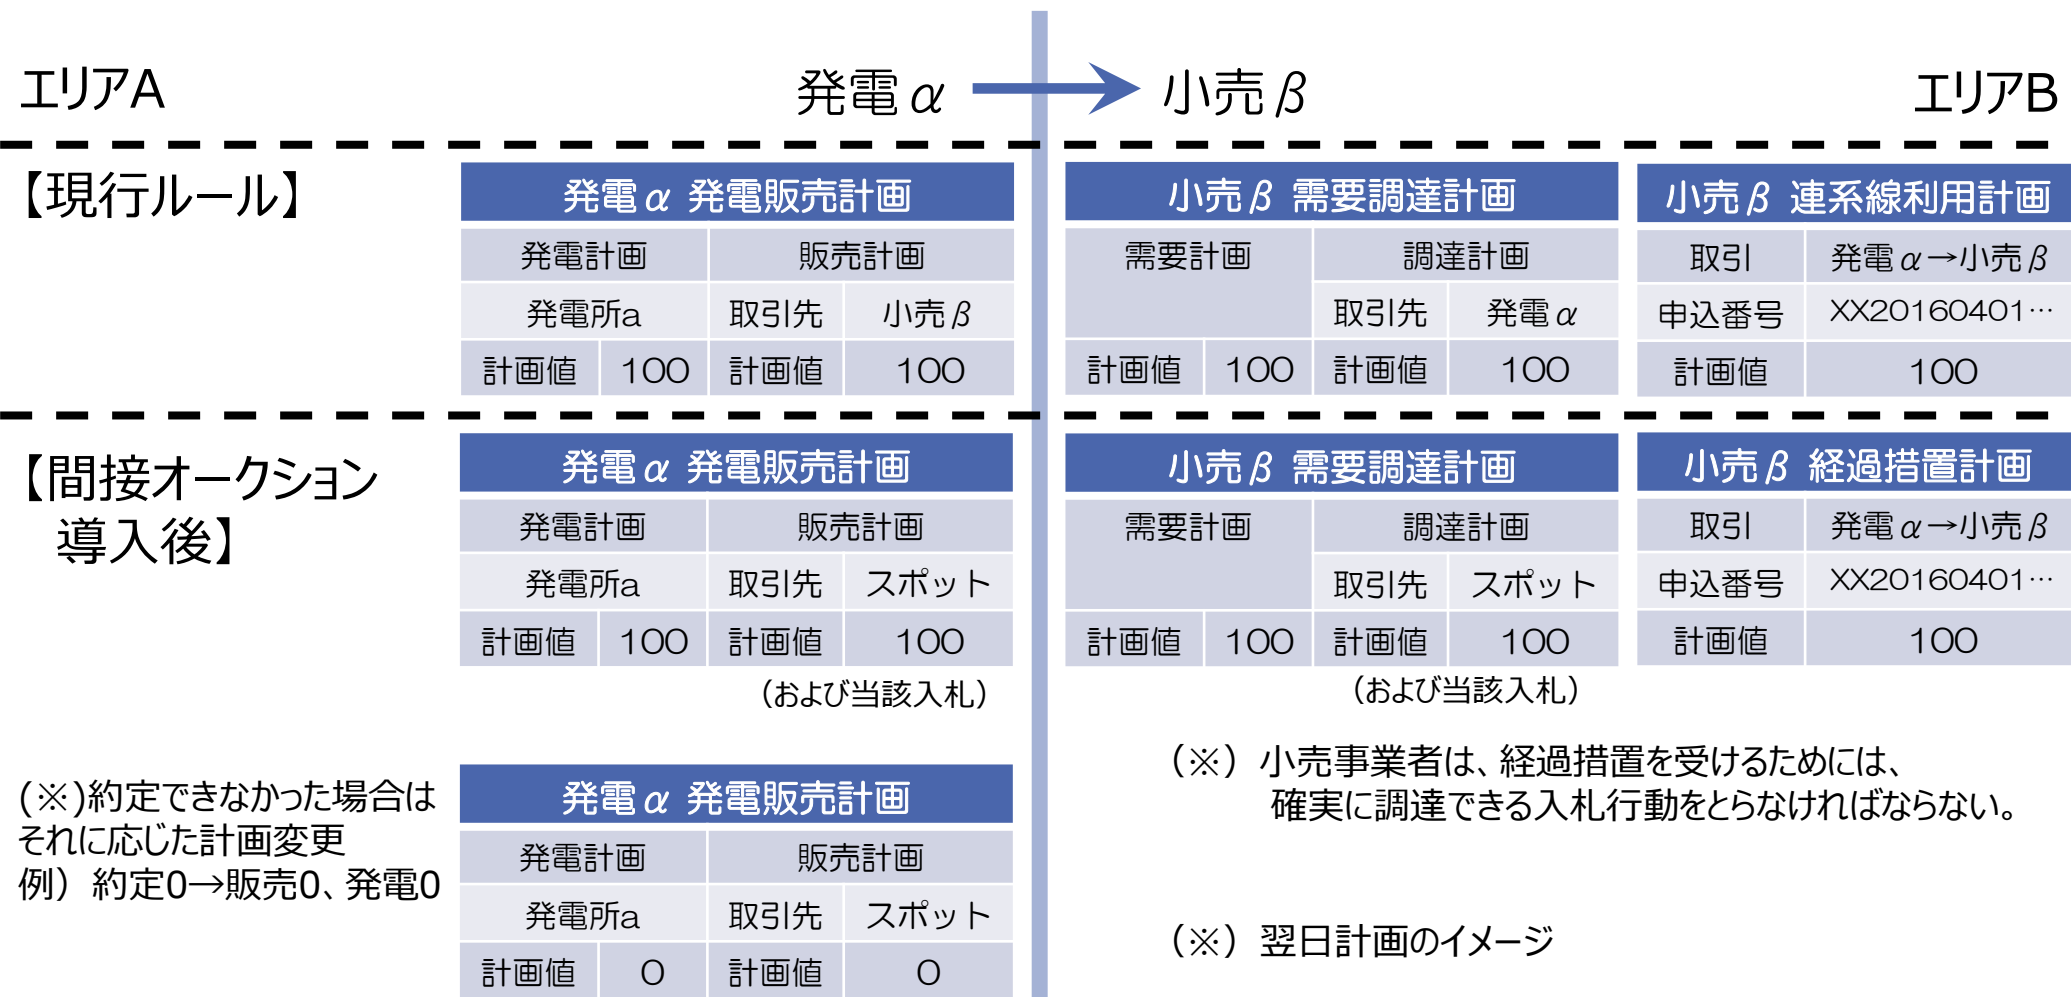 エリアA
発電α → 小売β
エリアB
【現行ルール】
発電α 発電販売計画
発電計画 販売計画
発電所a 取引先 小売β
計画値 100 計画値 100
小売β 需要調達計画
需要計画 調達計画
取引先 発電α
計画値 100 計画値 100
小売β 連系線利用計画
取引 発電α→小売β
申込番号 XX20160401…
計画値 100
【間接オークション
導入後】
発電α 発電販売計画
発電計画 販売計画
発電所a 取引先 スポット
計画値 100 計画値 100
（および当該入札）
小売β 需要調達計画
需要計画 調達計画
取引先 スポット
計画値 100 計画値 100
（および当該入札）
小売β 経過措置計画
取引 発電α→小売β
申込番号 XX20160401…
計画値 100
(※)約定できなかった場合は
それに応じた計画変更
例）約定0→販売0、発電0
発電α 発電販売計画
発電計画 販売計画
発電所a 取引先 スポット
計画値 0 計画値 0
（※）小売事業者は、経過措置を受けるためには、
確実に調達できる入札行動をとらなければならない。
（※）翌日計画のイメージ